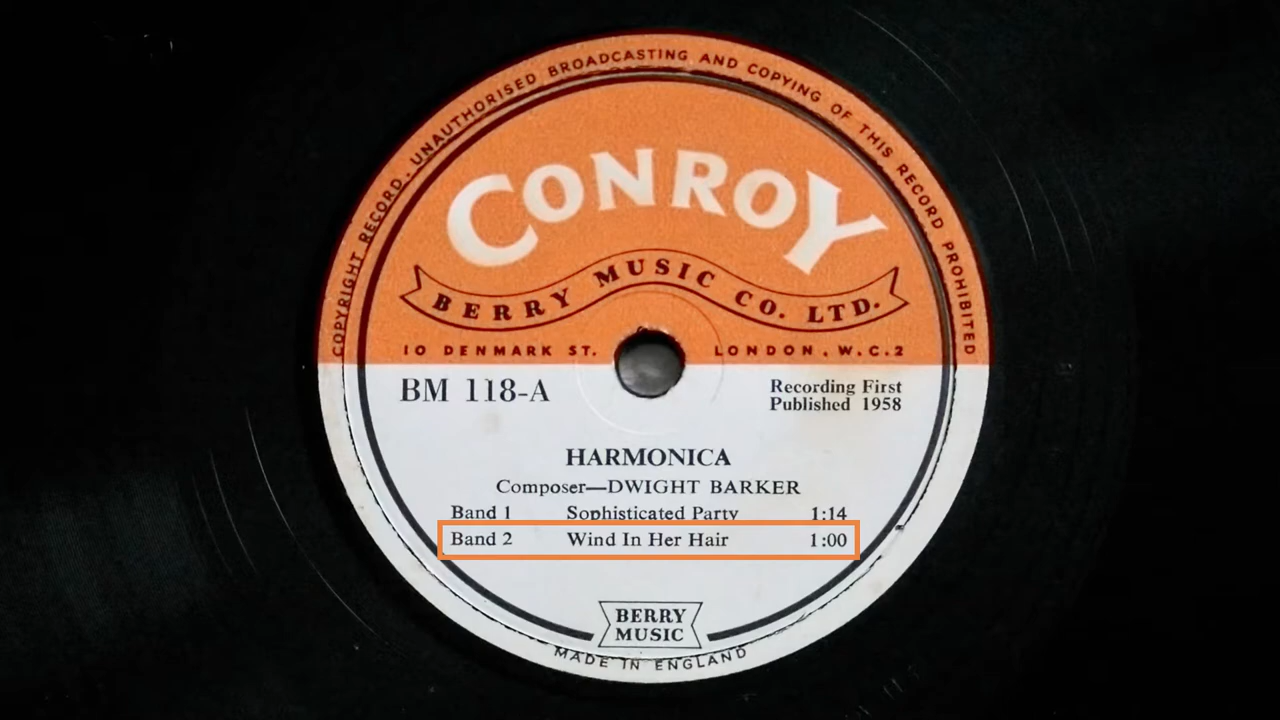 COPYRIGHT RECORD. UNAUTHORISED BROADCASTING AND COPYING OF THIS RECORD PROHIBITED
CONROY
BERRY MUSIC CO. LTD.
10 DENMARK ST. LONDON, W.C.2
BM 118-A
Recording First
Published 1958
HARMONICA
Composer—DWIGHT BARKER
Band 1 Sophisticated Party 1:14
Band 2 Wind In Her Hair 1:00
BERRY
MUSIC
MADE IN ENGLAND